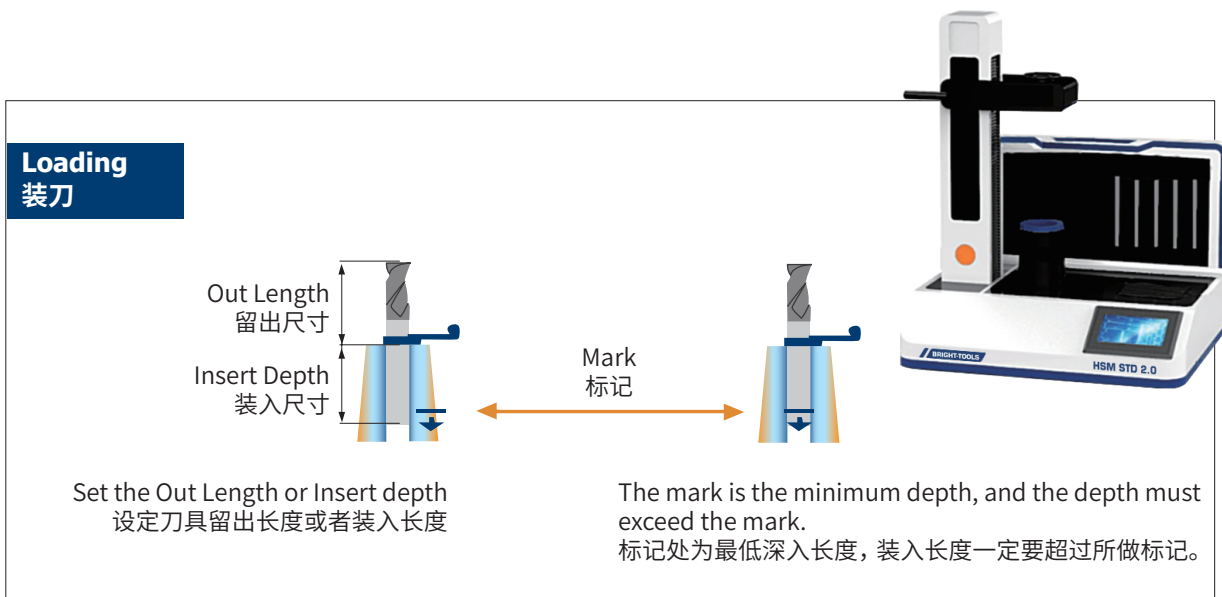 Loading
装刀
Out Length
留出尺寸
Insert Depth
装入尺寸
Mark
标记
BRIGHT-TOOLS
HSM STD 2.0
Set the Out Length or Insert depth
设定刀具留出长度或者装入长度
The mark is the minimum depth, and the depth must
exceed the mark.
标记处为最低深入长度，装入长度一定要超过所做标记。